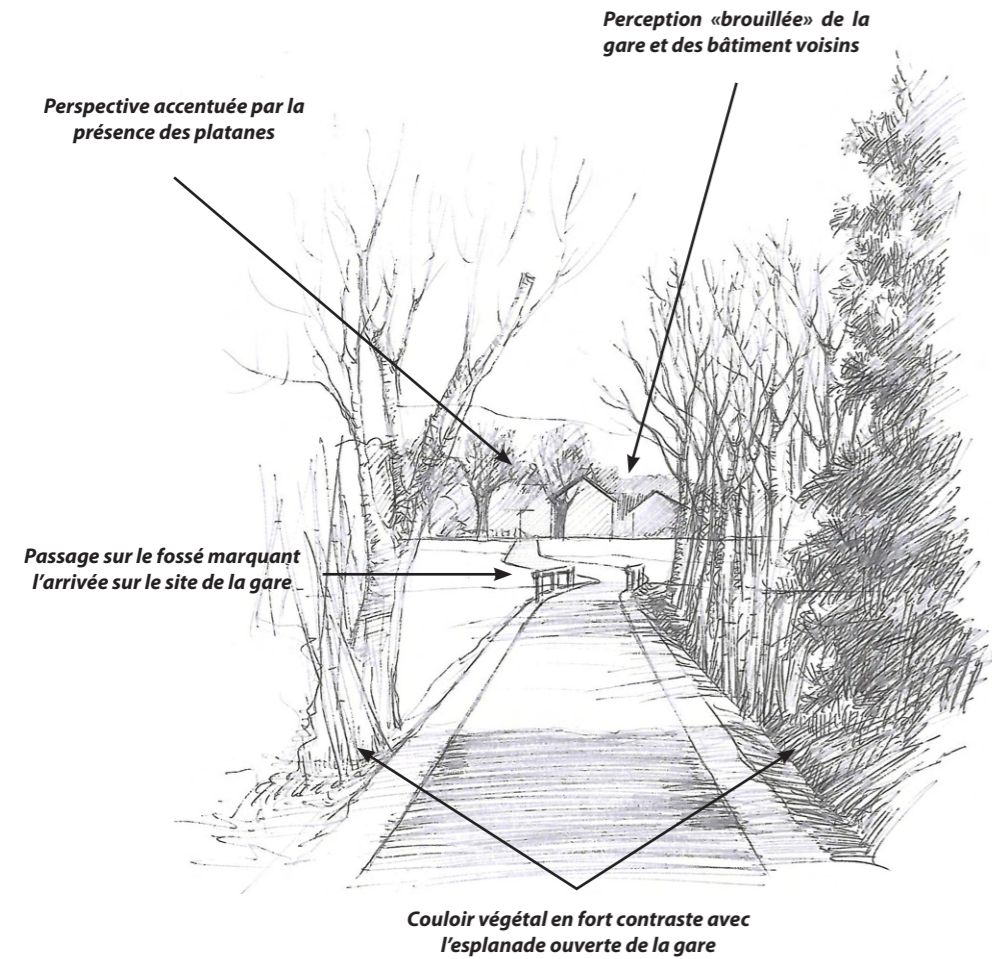 Perception «brouillée» de la
gare et des bâtiment voisins
Perspective accentuée par la
présence des platanes
Passage sur le fossé marquant
l'arrivée sur le site de la gare
Couloir végétal en fort contraste avec
l'esplanade ouverte de la gare